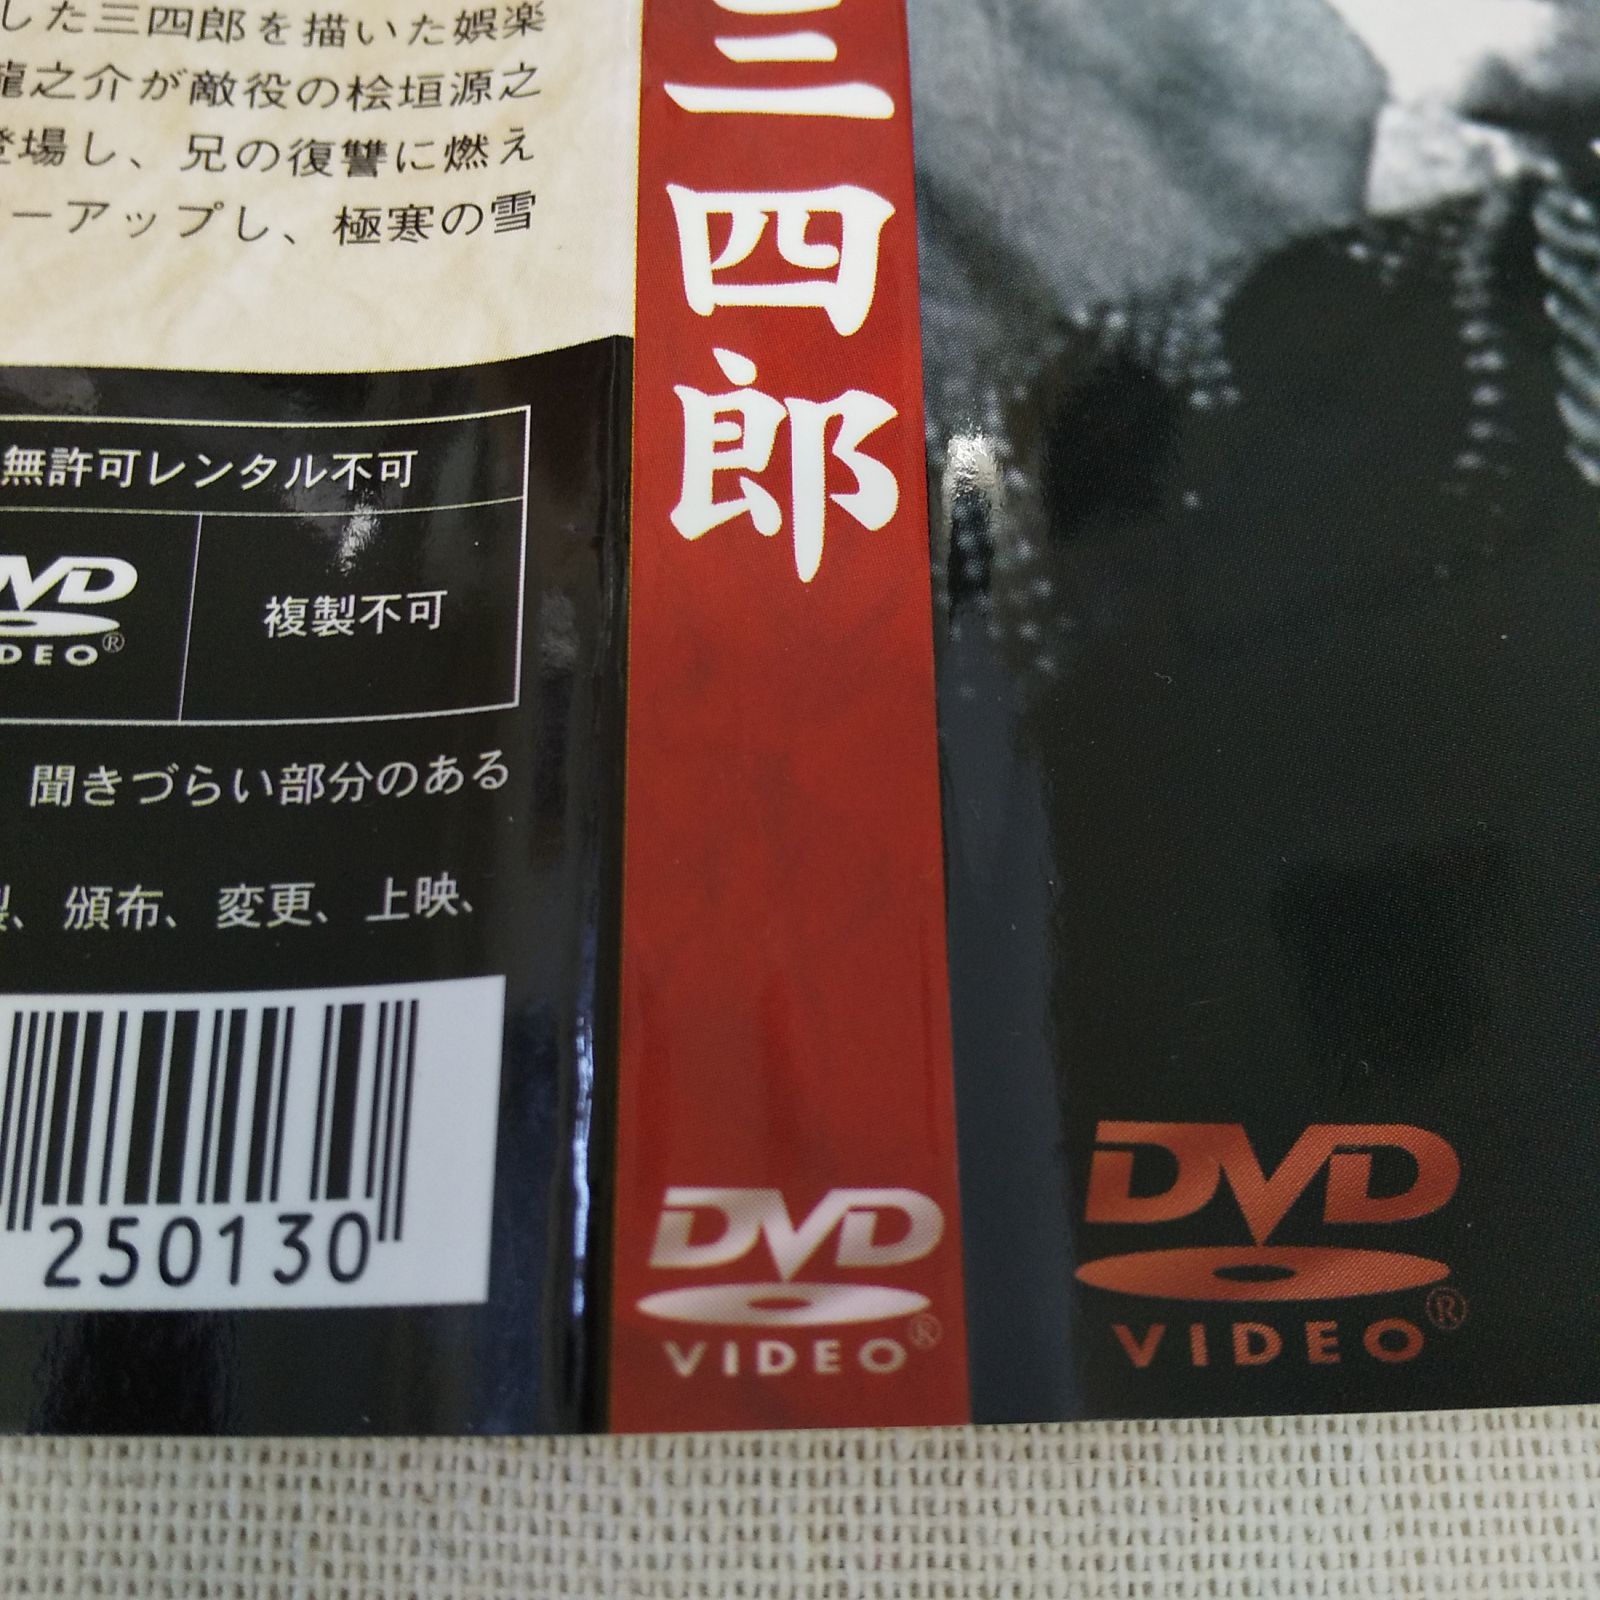 した三四郎を描いた娯楽
龍之介が敵役の桧垣源之
登場し、兄の復讐に燃え
ーアップし、極寒の雪
無許可レンタル不可
DVD
VIDEO®
複製不可
聞きづらい部分のある
製、頒布、変更、上映、
250130
三四郎
DVD
VIDEO®
DVD
VIDEO®